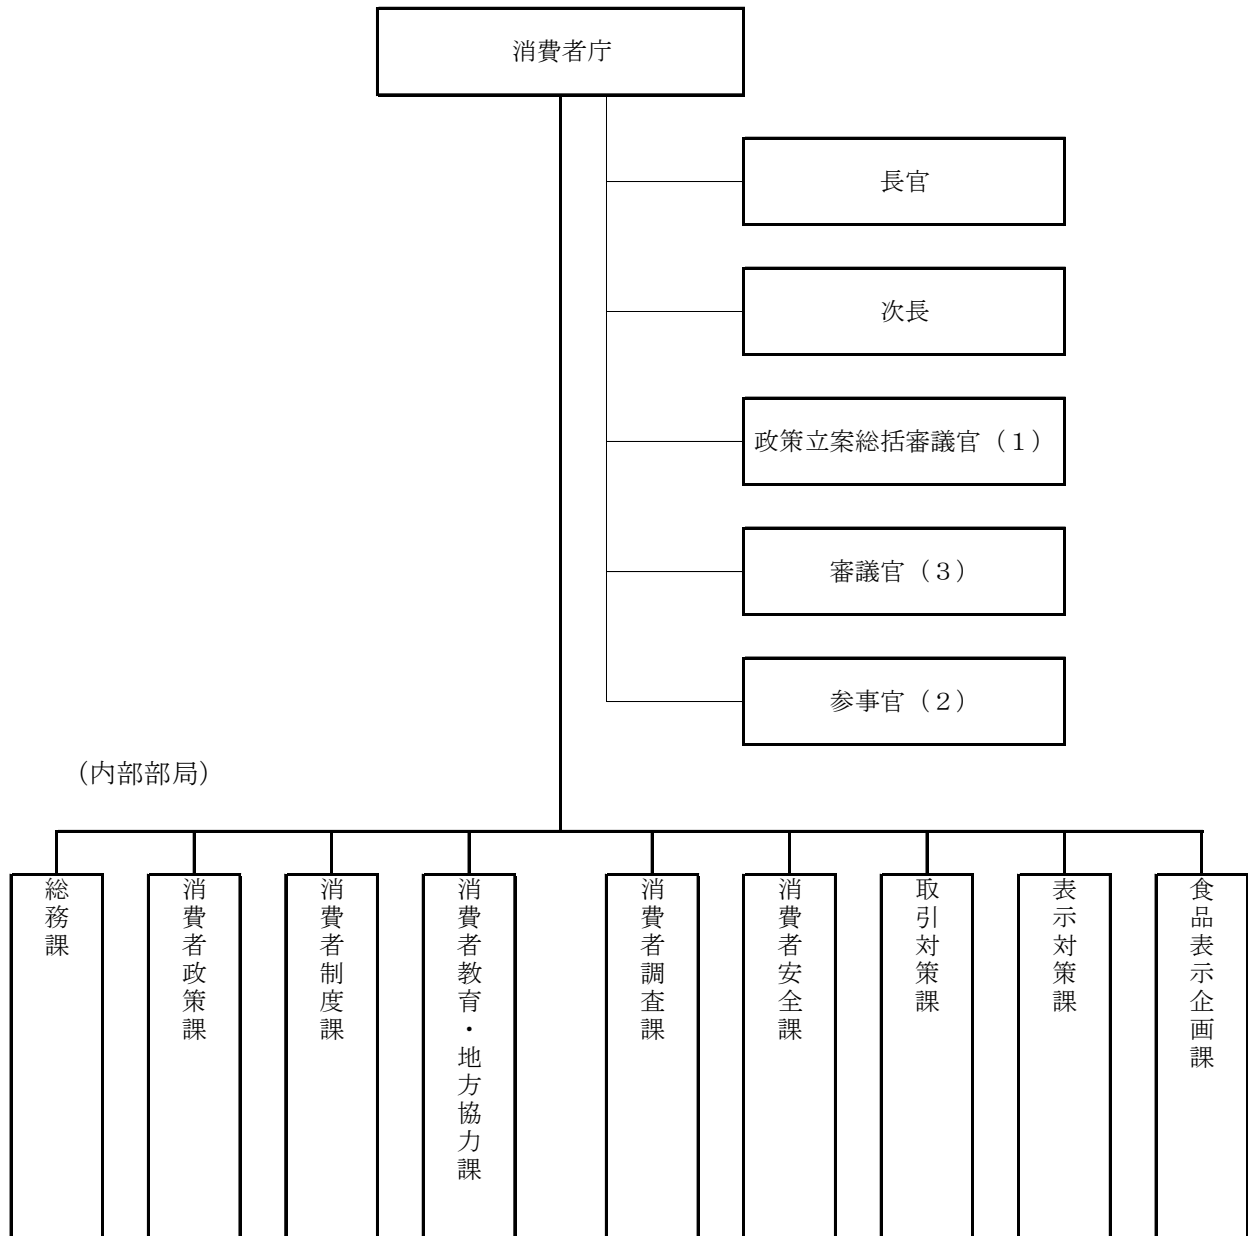 消費者庁
長官
次長
政策立案総括審議官（１）
審議官（３）
参事官（２）
（内部部局）
総務課
消費者政策課
消費者制度課
消費者教育・地方協力課
消費者調査課
消費者安全課
取引対策課
表示対策課
食品表示企画課